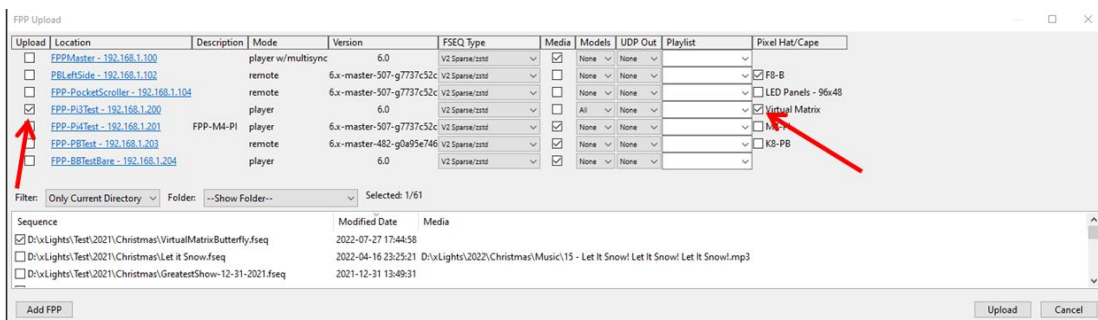 FPP Upload
Upload Location Description Mode Version FSEQ Type Media Models UDP Out Playlist Pixel Hat/Cape
FPPMaster - 192.168.1.100 player w/multisync 6.0 V2 Sparse/zstd None None
PBLeftSide - 192.168.1.102 remote 6.x-master-507-g7737c52c V2 Sparse/zstd None None F8-B
FPP-PocketScroller - 192.168.1.104 remote 6.x-master-507-g7737c52c V2 Sparse/zstd None None LED Panels - 96x48
FPP-Pi3Test - 192.168.1.200 player 6.0 V2 Sparse/zstd All None Virtual Matrix
FPP-Pi4Test - 192.168.1.201 FPP-M4-PI player 6.x-master-507-g7737c52c V2 Sparse/zstd None None
FPP-PBTest - 192.168.1.203 remote 6.x-master-482-g0a95e746 V2 Sparse/zstd None None K8-PB
FPP-BBTestBare - 192.168.1.204 player 6.0 V2 Sparse/zstd None None
Filter: Only Current Directory Folder: --Show Folder-- Selected: 1/61
Sequence Modified Date Media
D:\xLights\Test\2021\Christmas\VirtualMatrixButterfly.fseq 2022-07-27 17:44:58
D:\xLights\Test\2021\Christmas\Let it Snow.fseq 2022-04-16 23:25:21 D:\xLights\2022\Christmas\Music\15 - Let It Snow! Let It Snow! Let It Snow!.mp3
D:\xLights\Test\2021\Christmas\GreatestShow-12-31-2021.fseq 2021-12-31 13:49:31
Add FPP Upload Cancel